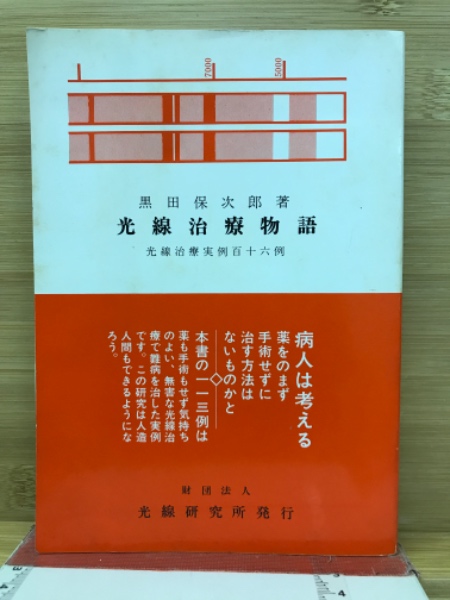 7000
5000
黒田保次郎著
光線治療物語
光線治療実例百十六例
病人は考える
薬をのまず
手術せずに
治す方法は
ないものかと
本書の一一三例は
薬も手術もせず気持ち
のよい、無害な光線治
療で難病を治した実例
です。この研究は人造
人間もできるようにな
ろう。
財団法人
光線研究所発行